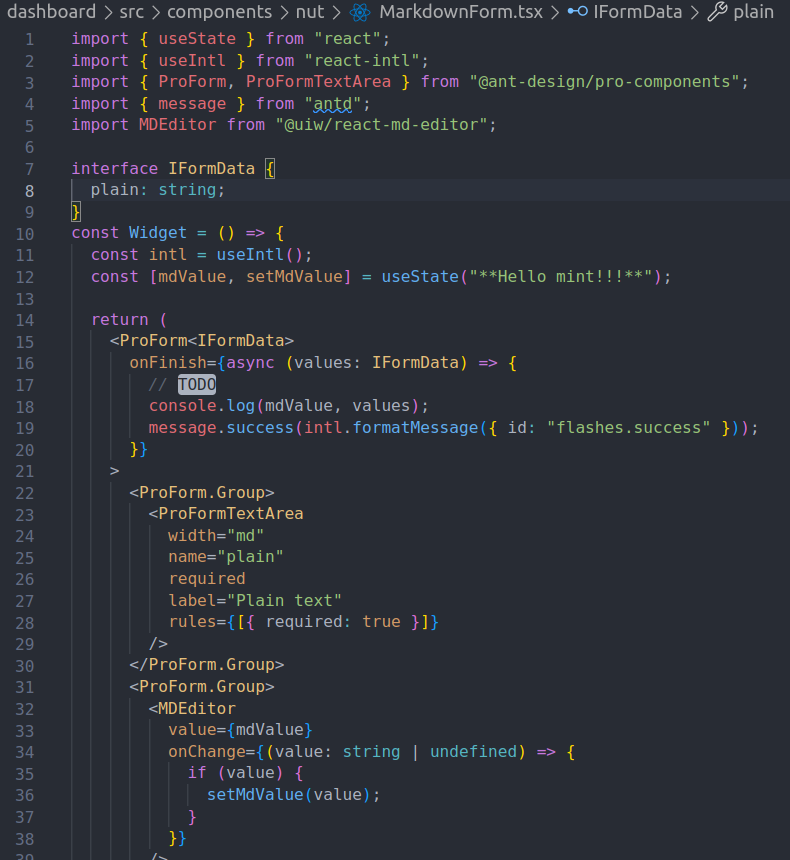 dashboard > src > components > nut > MarkdownForm.tsx > IFormData > plain
1 import { useState } from "react";
2 import { useIntl } from "react-intl";
3 import { ProForm, ProFormTextArea } from "@ant-design/pro-components";
4 import { message } from "antd";
5 import MDEditor from "@uiw/react-md-editor";
6
7 interface IFormData {
8   plain: string;
9 }
10 const Widget = () => {
11   const intl = useIntl();
12   const [mdValue, setMdValue] = useState("**Hello mint!!!**");
13
14   return (
15     <ProForm<IFormData>
16       onFinish={async (values: IFormData) => {
17         // TODO
18         console.log(mdValue, values);
19         message.success(intl.formatMessage({ id: "flashes.success" }));
20       }}
21     >
22       <ProForm.Group>
23         <ProFormTextArea
24           width="md"
25           name="plain"
26           required
27           label="Plain text"
28           rules={[{ required: true }]}
29         />
30       </ProForm.Group>
31       <ProForm.Group>
32         <MDEditor
33           value={mdValue}
34           onChange={(value: string | undefined) => {
35             if (value) {
36               setMdValue(value);
37             }
38           }}
39         />